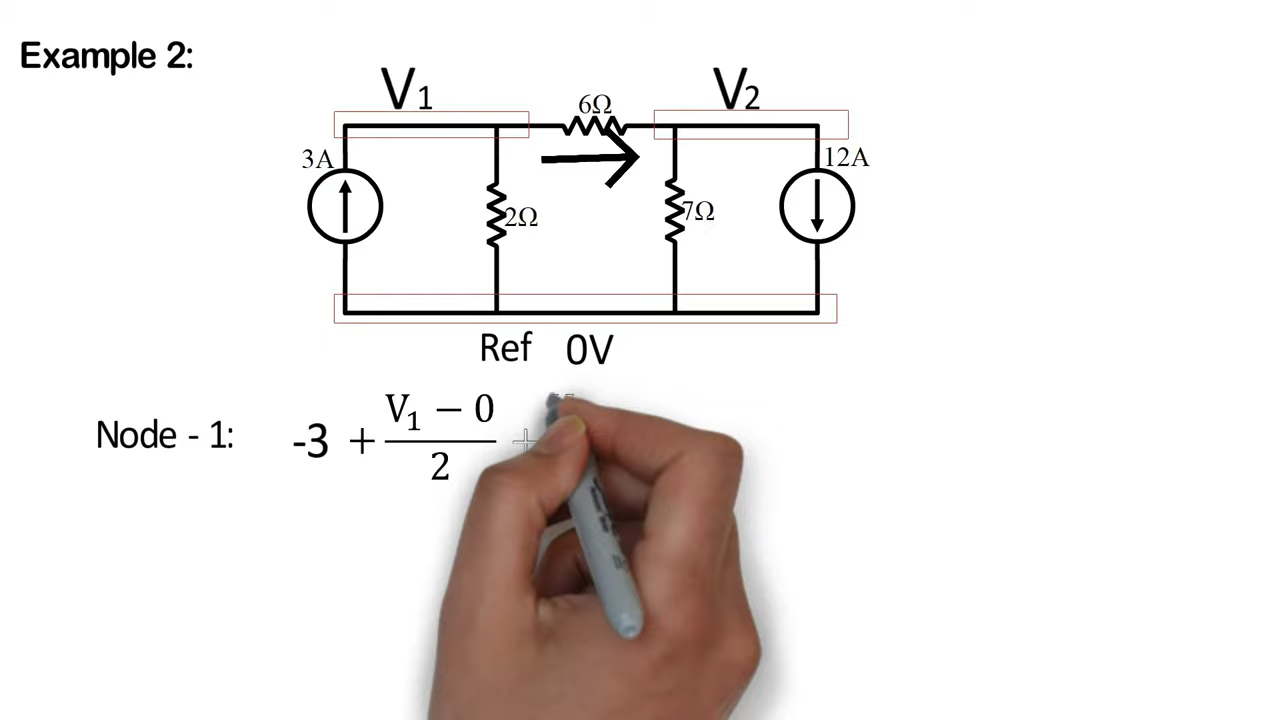 Example 2:
V1 V2
6Ω
3A 12A
2Ω 7Ω
Ref 0V
Node - 1: -3 + V₁ − 0 +
2